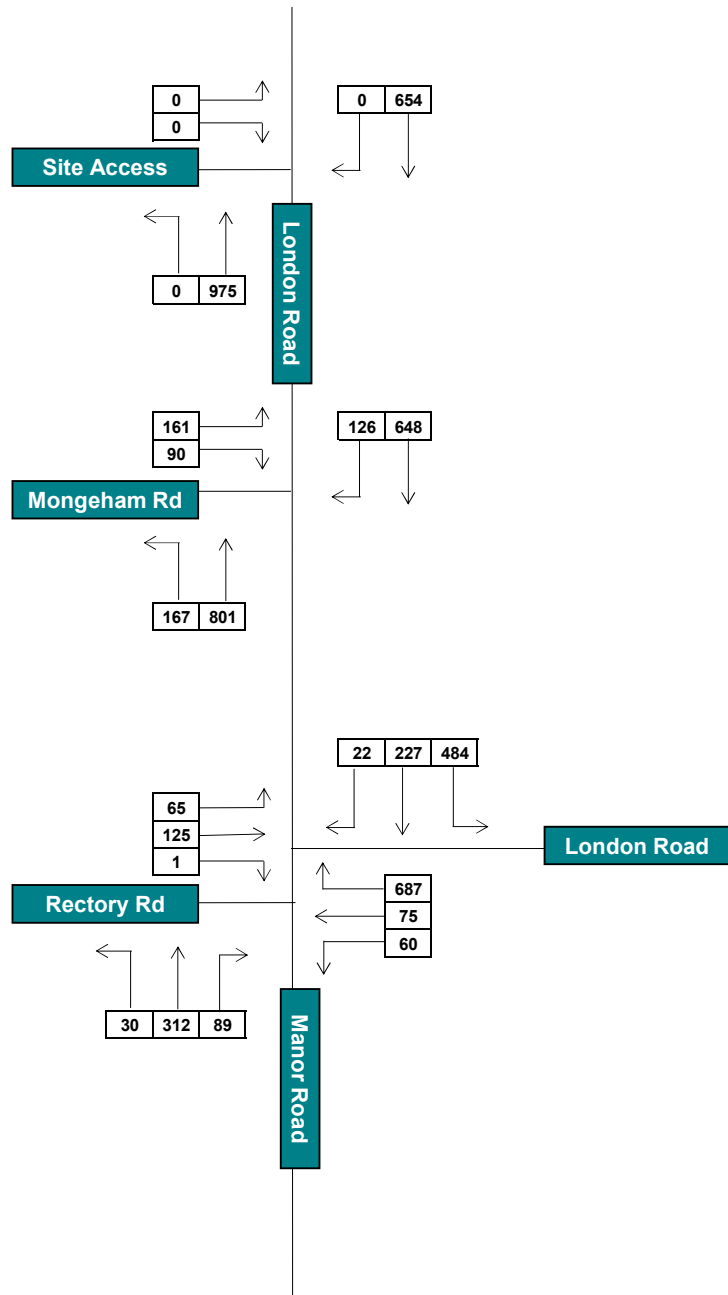 0
0 654
0
Site Access
London Road
0 975
161
126 648
90
Mongeham Rd
167 801
22 227 484
65
125
1
London Road
687
Rectory Rd
75
60
30 312 89
Manor Road